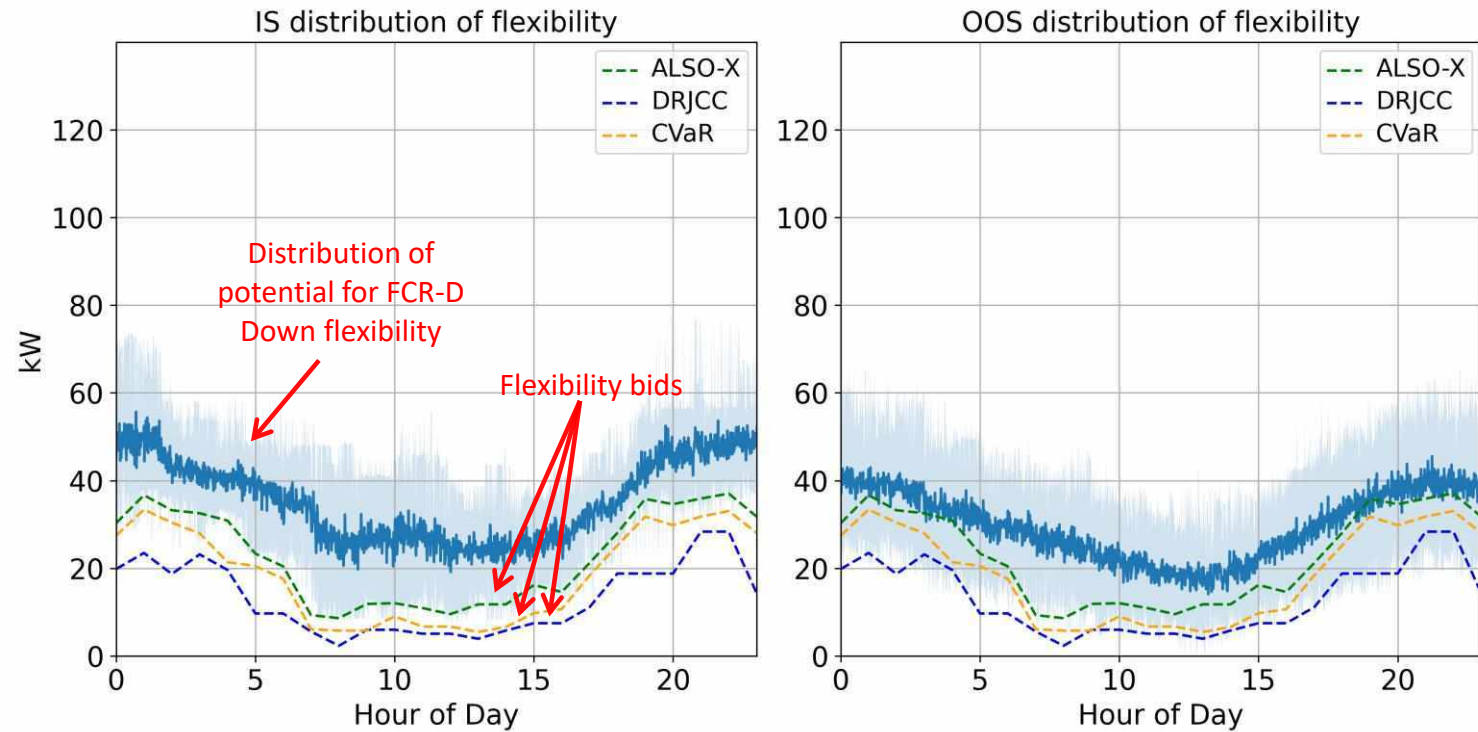 IS distribution of flexibility
OOS distribution of flexibility
ALSO-X
DRJCC
CVaR
ALSO-X
DRJCC
CVaR
120
100
80
60
40
20
0
kW
Distribution of
potential for FCR-D
Down flexibility
Flexibility bids
0
5
10
15
20
Hour of Day
120
100
80
60
40
20
0
0
5
10
15
20
Hour of Day